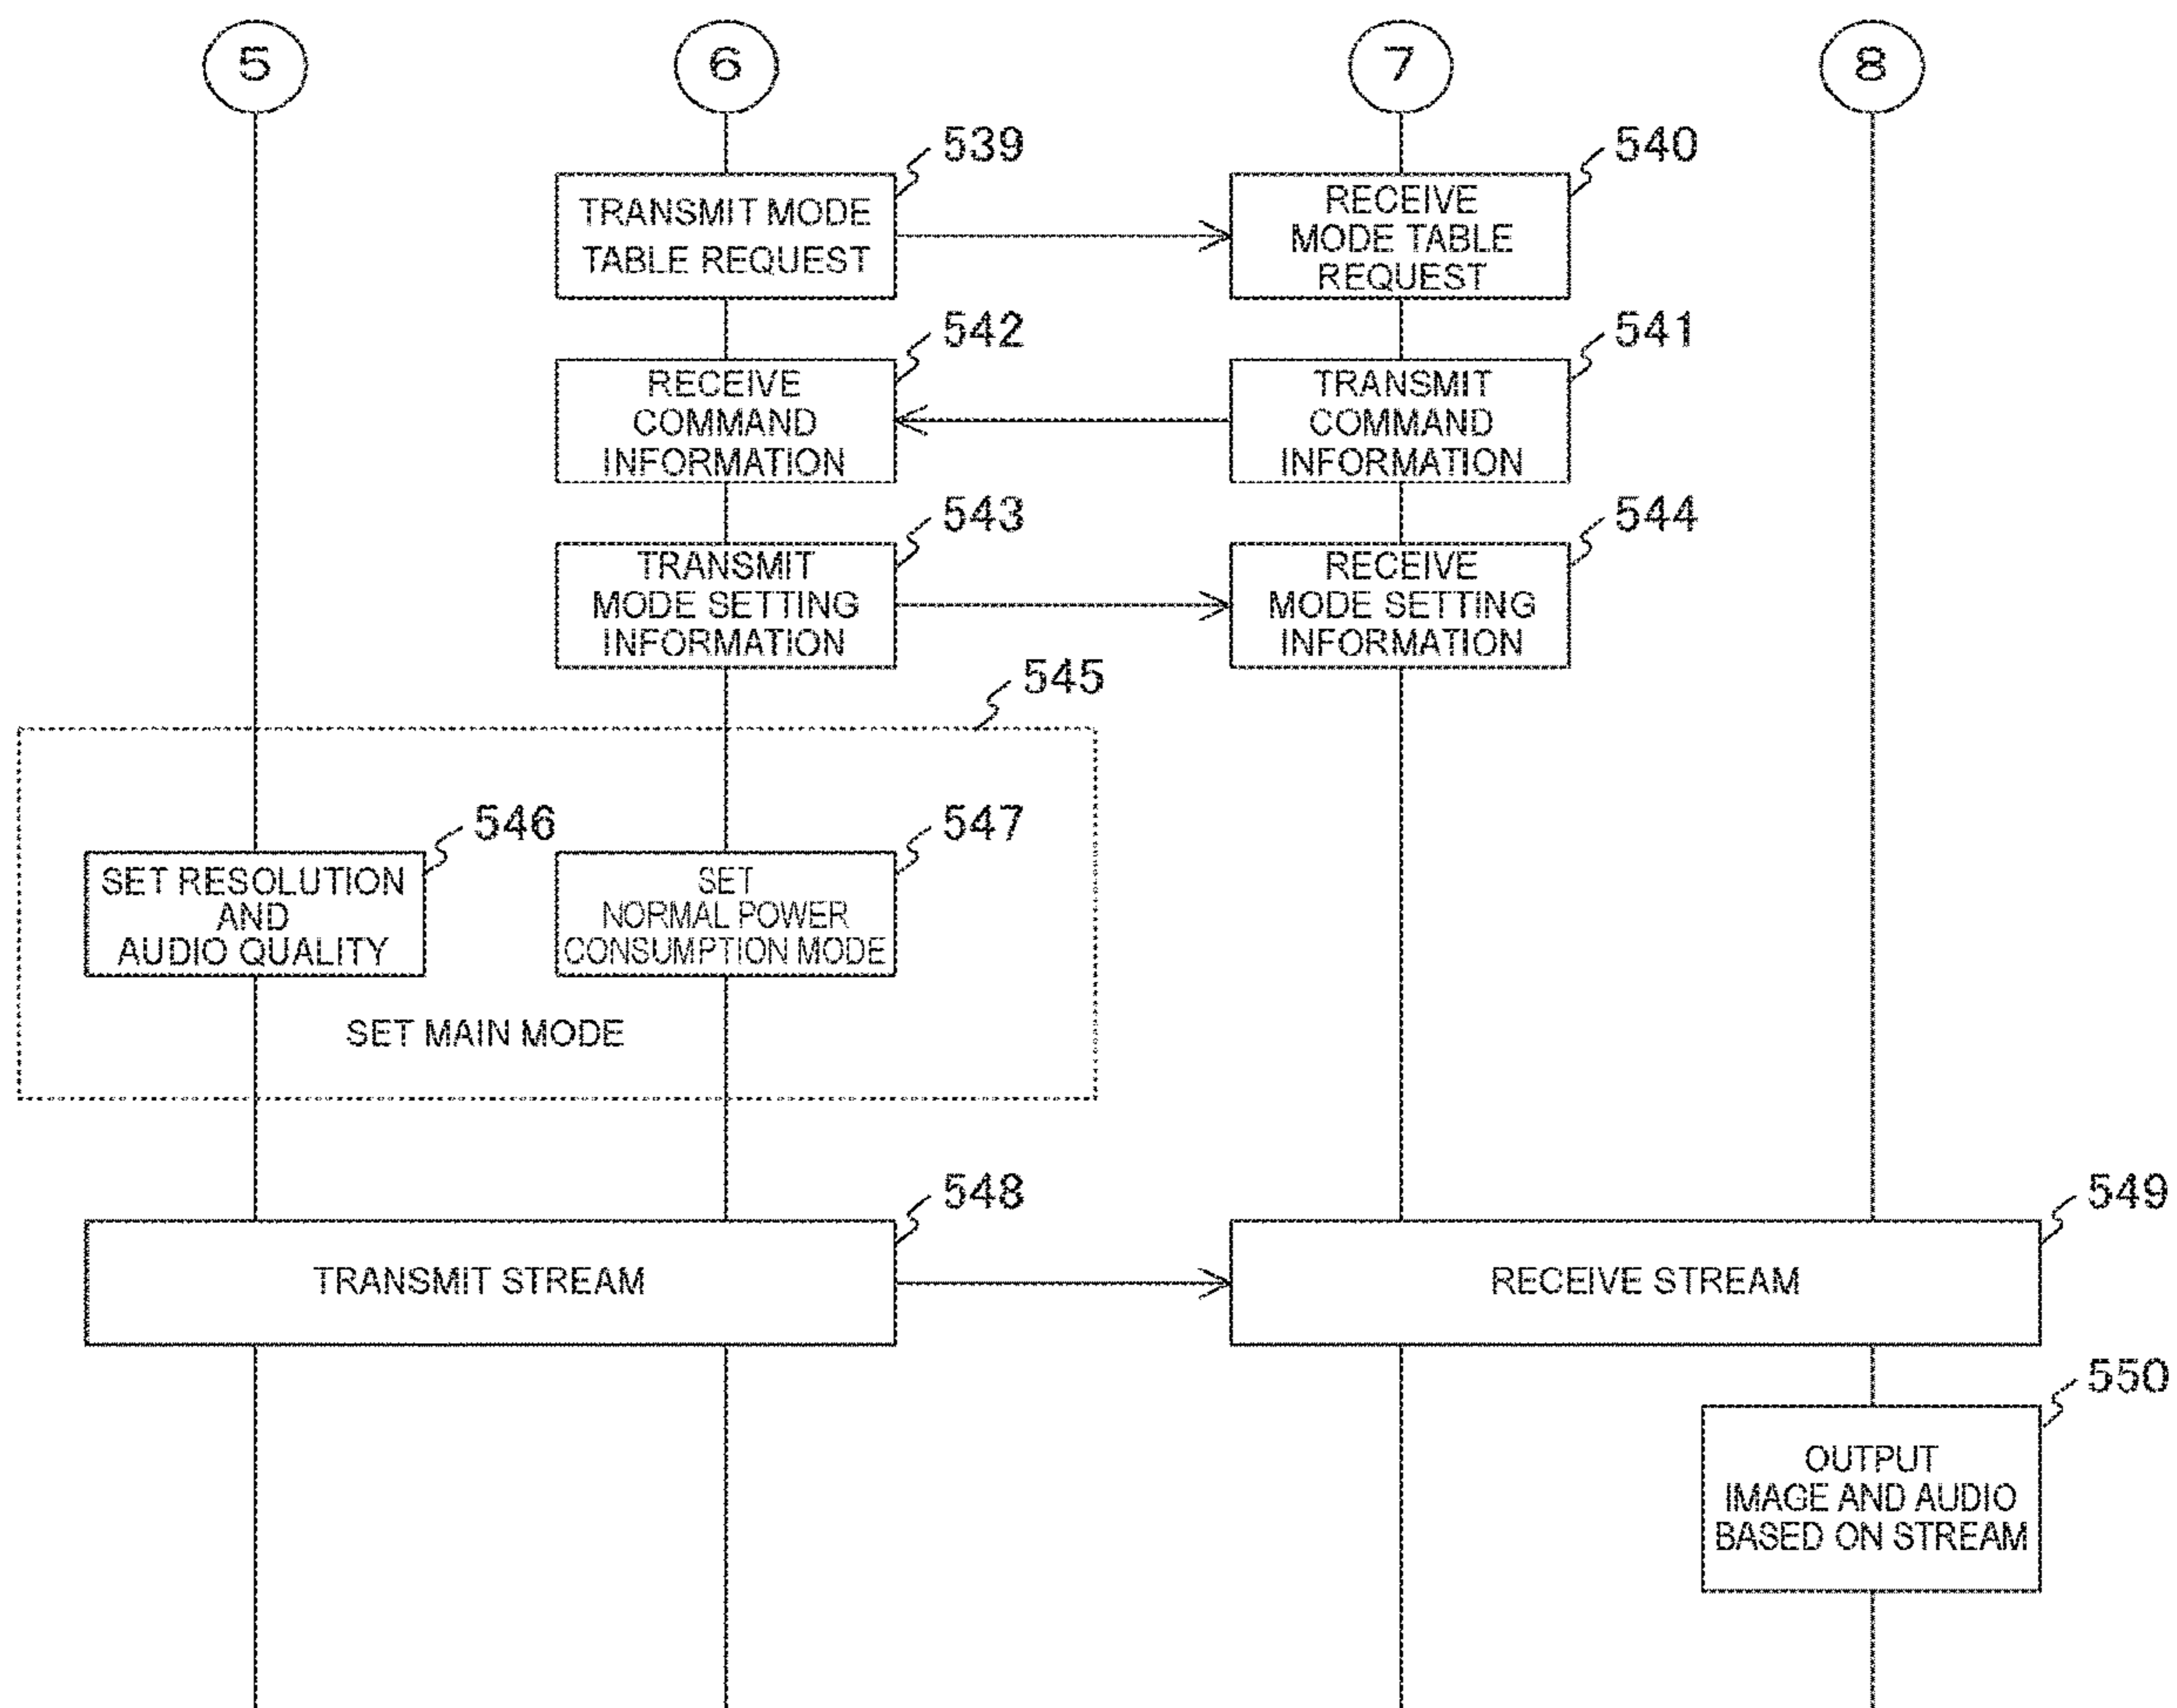 5
6
7
8
539
TRANSMIT MODE
TABLE REQUEST
540
RECEIVE
MODE TABLE
REQUEST
542
RECEIVE
COMMAND
INFORMATION
541
TRANSMIT
COMMAND
INFORMATION
543
TRANSMIT
MODE SETTING
INFORMATION
544
RECEIVE
MODE SETTING
INFORMATION
545
546
SET RESOLUTION
AND
AUDIO QUALITY
547
SET
NORMAL POWER
CONSUMPTION MODE
SET MAIN MODE
548
TRANSMIT STREAM
549
RECEIVE STREAM
550
OUTPUT
IMAGE AND AUDIO
BASED ON STREAM